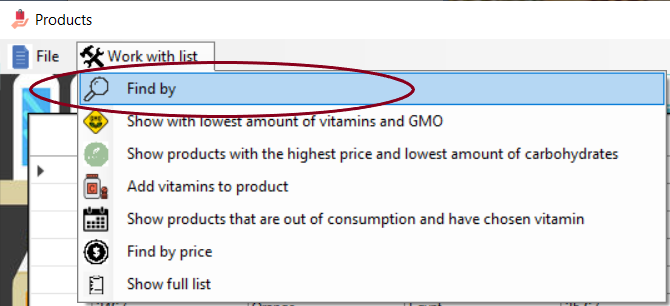 Products
File Work with list
Find by
Show with lowest amount of vitamins and GMO
Show products with the highest price and lowest amount of carbohydrates
Add vitamins to product
Show products that are out of consumption and have chosen vitamin
Find by price
Show full list